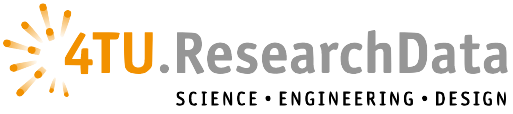 4TU.ResearchData
SCIENCE • ENGINEERING • DESIGN